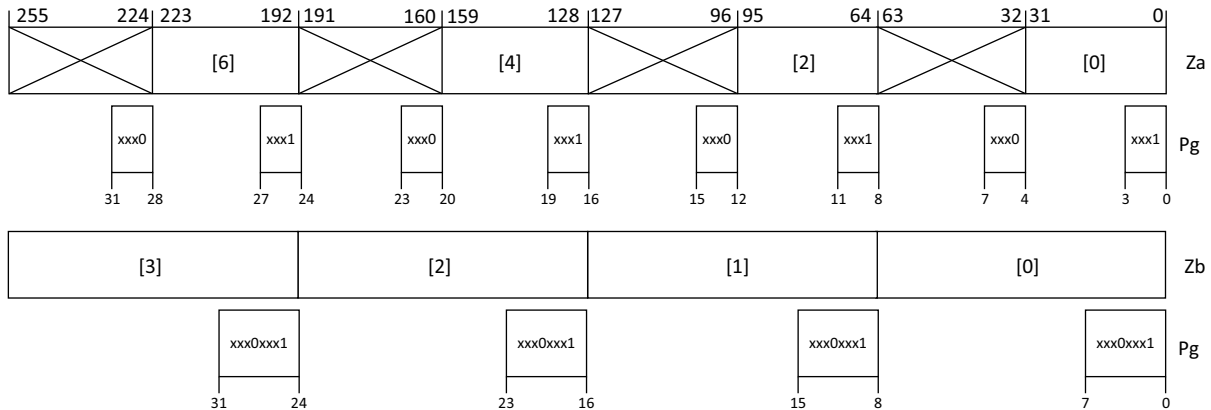 255 224 223 192 191 160 159 128 127 96 95 64 63 32 31 0
[6] [4] [2] [0] Za
xxx0 xxx1 xxx0 xxx1 xxx0 xxx1 xxx0 xxx1 Pg
31 28 27 24 23 20 19 16 15 12 11 8 7 4 3 0
[3] [2] [1] [0] Zb
xxx0xxx1 xxx0xxx1 xxx0xxx1 xxx0xxx1 Pg
31 24 23 16 15 8 7 0